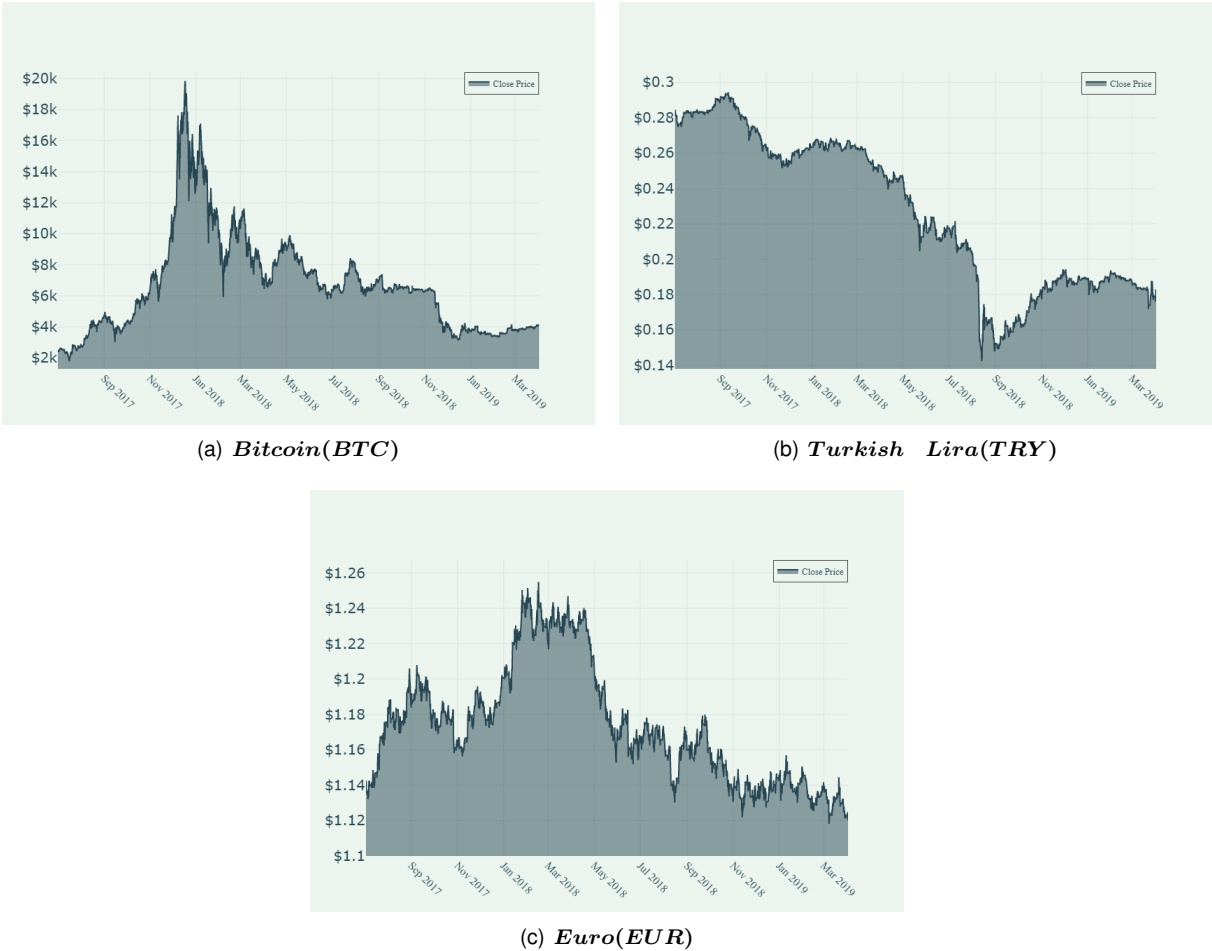 $20k
$18k
$16k
$14k
$12k
$10k
$8k
$6k
$4k
$2k
Close Price
Sep 2017
Nov 2017
Jan 2018
Mar 2018
May 2018
Jul 2018
Sep 2018
Nov 2018
Jan 2019
Mar 2019
(a) Bitcoin(BTC)
$0.3
$0.28
$0.26
$0.24
$0.22
$0.2
$0.18
$0.16
$0.14
Close Price
Sep 2017
Nov 2017
Jan 2018
Mar 2018
May 2018
Jul 2018
Sep 2018
Nov 2018
Jan 2019
Mar 2019
(b) Turkish Lira(TRY)
$1.26
$1.24
$1.22
$1.2
$1.18
$1.16
$1.14
$1.12
$1.1
Close Price
Sep 2017
Nov 2017
Jan 2018
Mar 2018
May 2018
Jul 2018
Sep 2018
Nov 2018
Jan 2019
Mar 2019
(c) Euro(EUR)